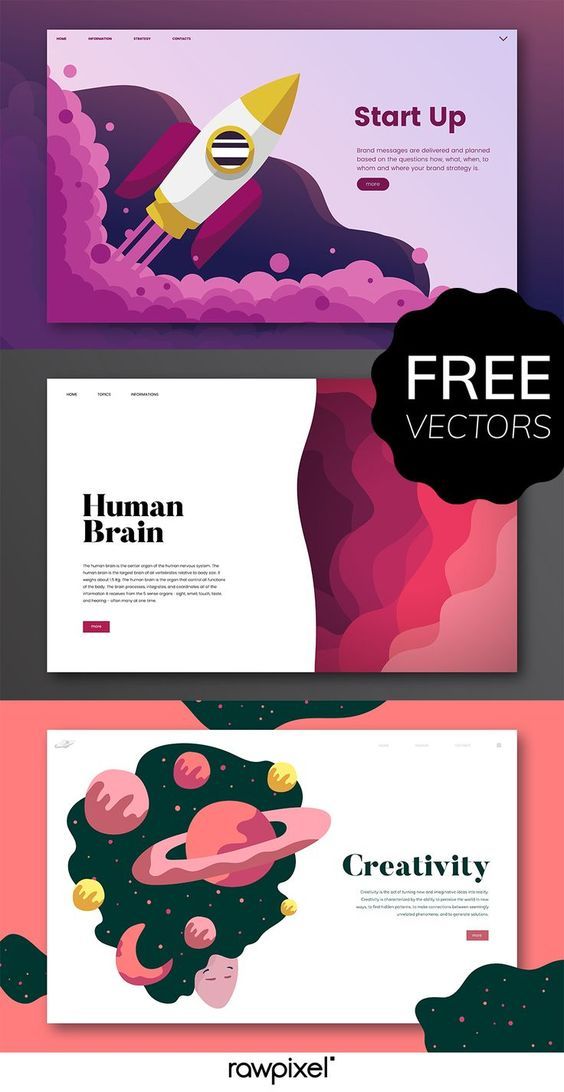 HOME INFORMATION STRATEGY CONTACTS
Start Up
Brand messages are delivered and planned
based on the questions how, what, when, to
whom and where your brand strategy is.
more
FREE
VECTORS
HOME TOPICS INFORMATIONS
Human
Brain
The human brain is the center organ of the human nervous system. The
human brain is the largest brain of all vertebrates relative to body size. It
weighs about 1.5 Kg. The human brain is the organ that control all functions
of the body. The brain processes, integrates, and coordinates all of the
information it receives from the 5 sense organs - sight, smell, touch, taste,
and hearing - often many at one time.
more
Creativity
Creativity is the act of turning new and imaginative ideas into reality.
Creativity is characterized by the ability to perceive the world in new
ways, to find hidden patterns, to make connections between seemingly
unrelated phenomena, and to generate solutions.
more
rawpixel